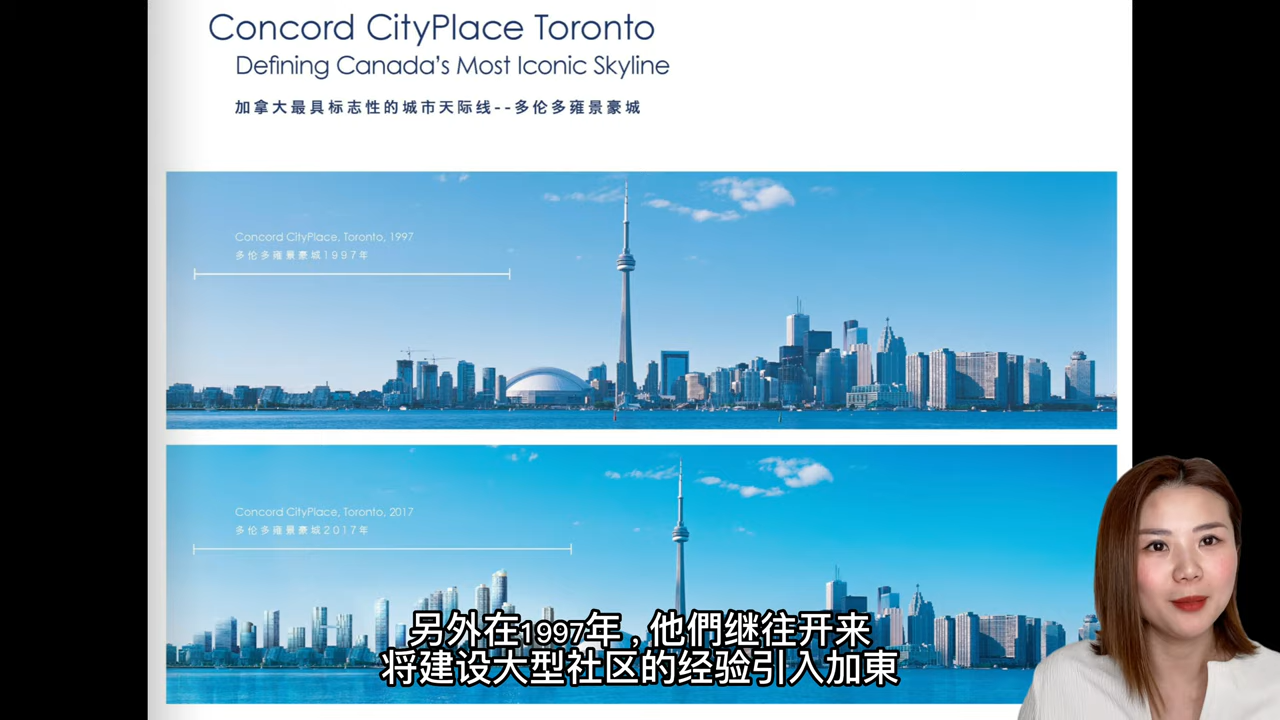 Concord CityPlace Toronto
Defining Canada's Most Iconic Skyline
加拿大最具标志性的城市天际线--多伦多雍景豪城
Concord CityPlace, Toronto, 1997
多伦多雍景豪城1997年
Concord CityPlace, Toronto, 2017
多伦多雍景豪城2017年
另外在1997年,他們继往开来
将建设大型社区的经验引入加東